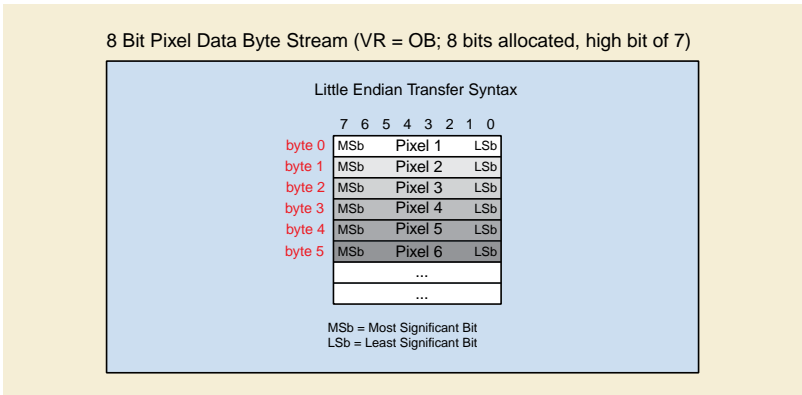 8 Bit Pixel Data Byte Stream (VR = OB; 8 bits allocated, high bit of 7)
Little Endian Transfer Syntax
7 6 5 4 3 2 1 0
byte 0 MSb Pixel 1 LSb
byte 1 MSb Pixel 2 LSb
byte 2 MSb Pixel 3 LSb
byte 3 MSb Pixel 4 LSb
byte 4 MSb Pixel 5 LSb
byte 5 MSb Pixel 6 LSb
...
...
MSb = Most Significant Bit
LSb = Least Significant Bit